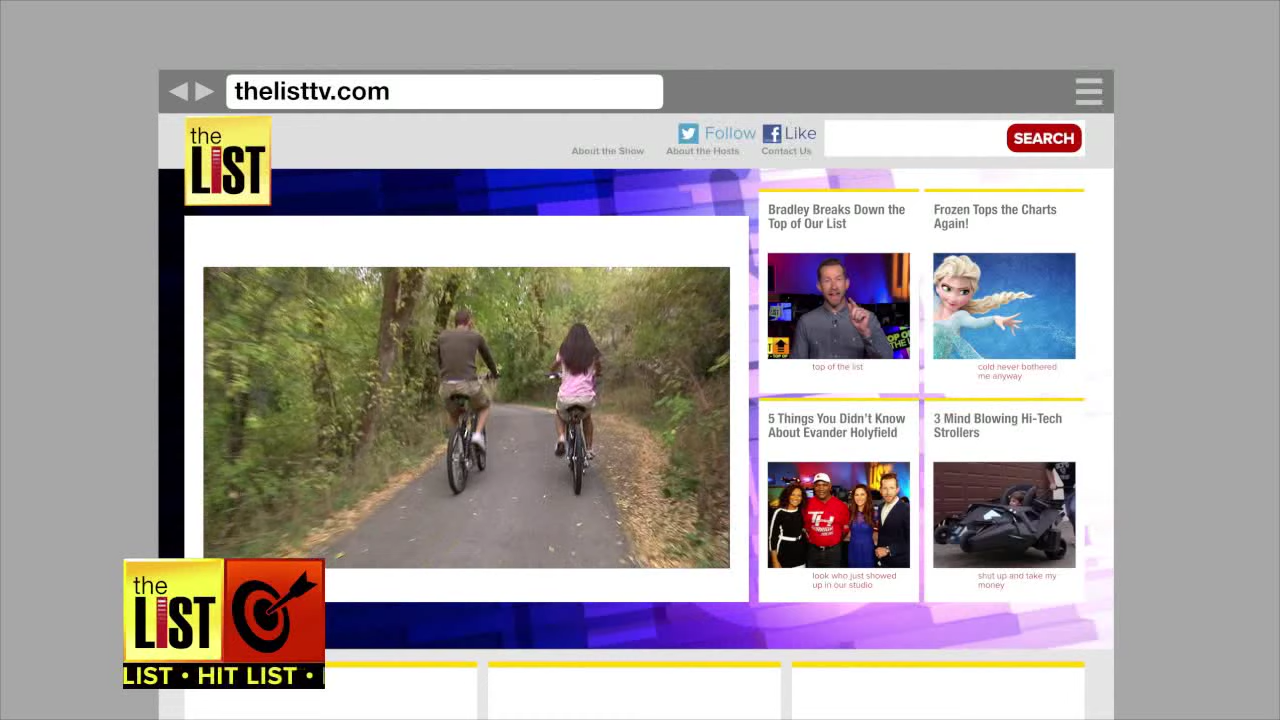 thelisttv.com
the
LIST
Follow
Like
About the Show
About the Hosts
Contact Us
SEARCH
Bradley Breaks Down the
Top of Our List
top of the list
Frozen Tops the Charts
Again!
cold never bothered
me anyway
5 Things You Didn't Know
About Evander Holyfield
TH
look who just showed
up in our studio
3 Mind Blowing Hi-Tech
Strollers
shut up and take my
money
the
LIST
LIST • HIT LIST •